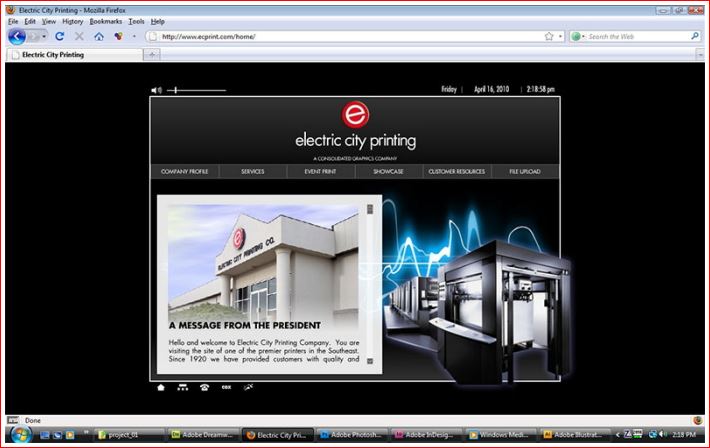 Electric City Printing - Mozilla Firefox
File Edit View History Bookmarks Tools Help
http://www.ecprint.com/home/
Search the Web
Electric City Printing
Friday | April 16, 2010 | 2:18:58 pm
e
electric city printing
A CONSOLIDATED GRAPHICS COMPANY
COMPANY PROFILE SERVICES EVENT PRINT SHOWCASE CUSTOMER RESOURCES FILE UPLOAD
e
ELECTRIC CITY PRINTING CO.
A MESSAGE FROM THE PRESIDENT
Hello and welcome to Electric City Printing Company. You are
visiting the site of one of the premier printers in the Southeast.
Since 1920 we have provided customers with quality and
cgx
Done
project_01 Adobe Dreamw... Electric City Pri... Adobe Photosh... Adobe InDesig... Windows Medi... Adobe Illustrat... 2:18 PM